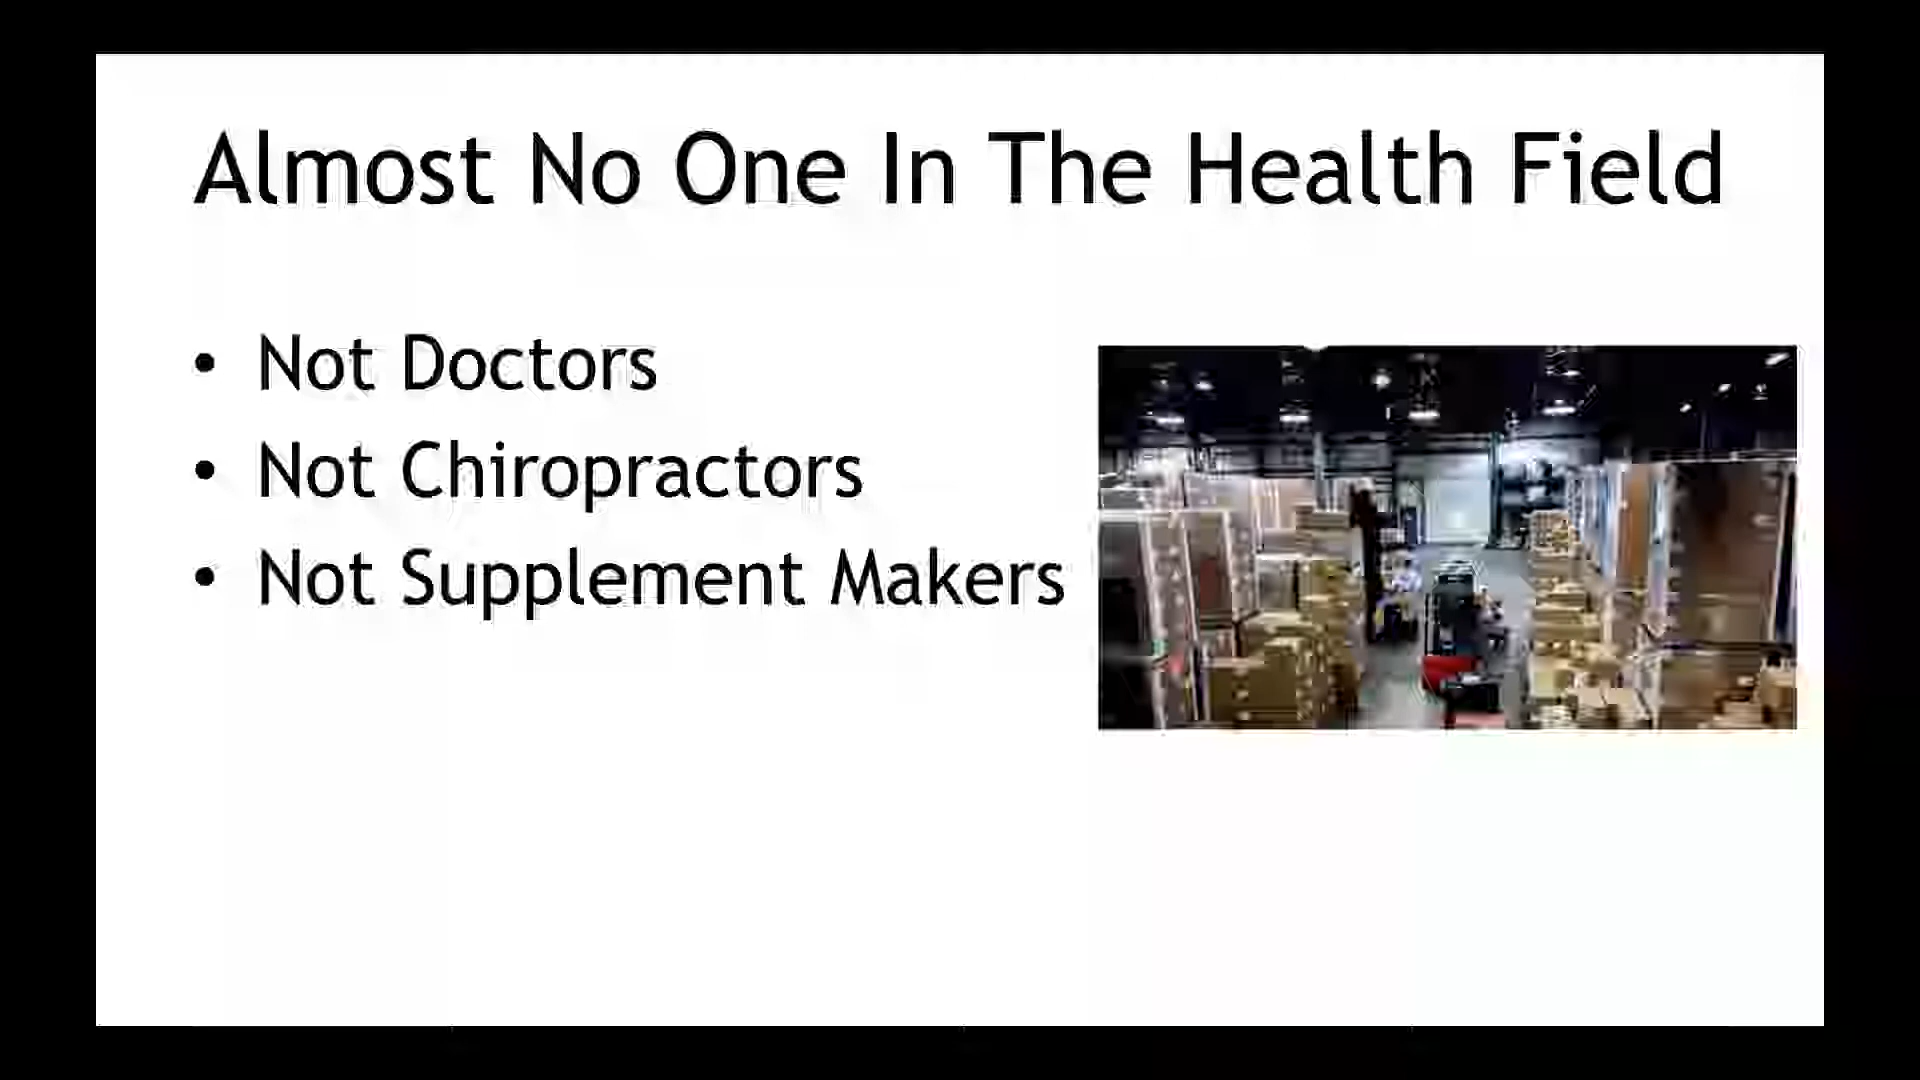 Almost No One In The Health Field
• Not Doctors
• Not Chiropractors
• Not Supplement Makers